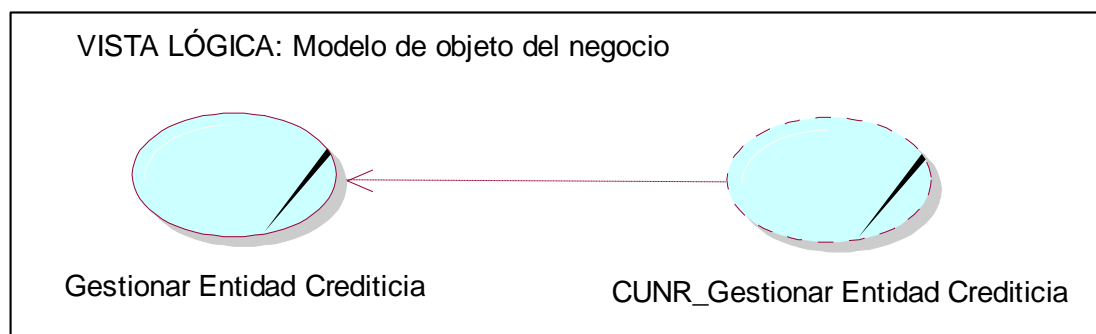 VISTA LÓGICA: Modelo de objeto del negocio
Gestionar Entidad Crediticia
CUNR_Gestionar Entidad Crediticia